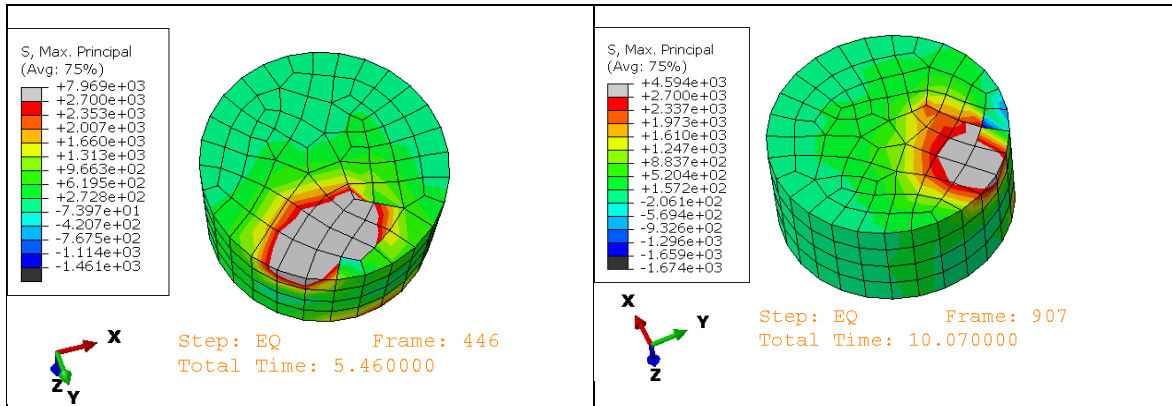 S, Max. Principal
(Avg: 75%)
+7.969e+03
+2.700e+03
+2.353e+03
+2.007e+03
+1.660e+03
+1.313e+03
+9.663e+02
+6.195e+02
+2.728e+02
-7.397e+01
-4.207e+02
-7.675e+02
-1.114e+03
-1.461e+03
X
Z
Y
Step: EQ Frame: 446
Total Time: 5.460000
S, Max. Principal
(Avg: 75%)
+4.594e+03
+2.700e+03
+2.337e+03
+1.973e+03
+1.610e+03
+1.247e+03
+8.837e+02
+5.204e+02
+1.572e+02
-2.061e+02
-5.694e+02
-9.326e+02
-1.296e+03
-1.659e+03
-1.674e+03
X
Y
Z
Step: EQ Frame: 907
Total Time: 10.070000